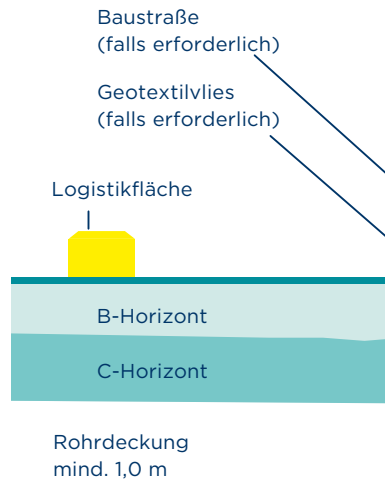 Baustraße
(falls erforderlich)
Geotextilvlies
(falls erforderlich)
Logistikfläche
B-Horizont
C-Horizont
Rohrdeckung
mind. 1,0 m